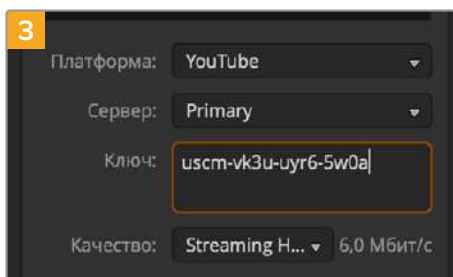 3
Платформа: YouTube
Сервер: Primary
Ключ: uscm-vk3u-uyr6-5w0a
Качество: Streaming H... 6,0 Мбит/с